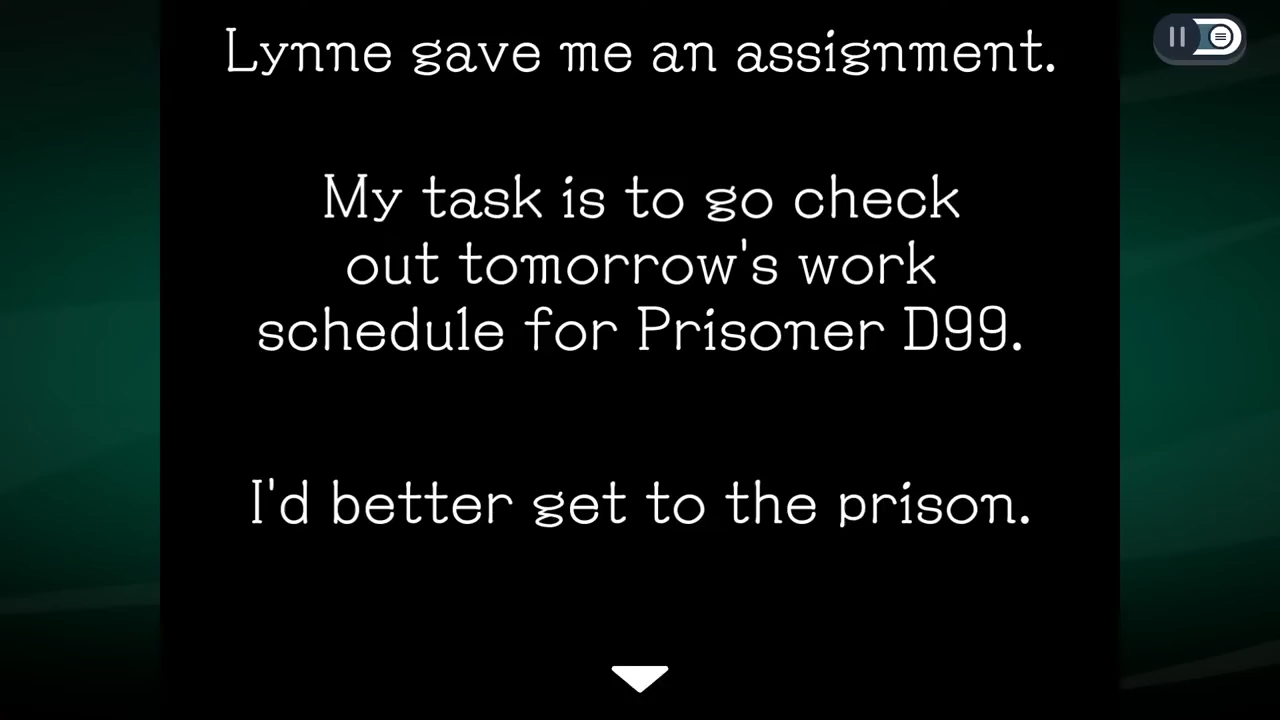 Lynne gave me an assignment.
My task is to go check
out tomorrow's work
schedule for Prisoner D99.
I'd better get to the prison.